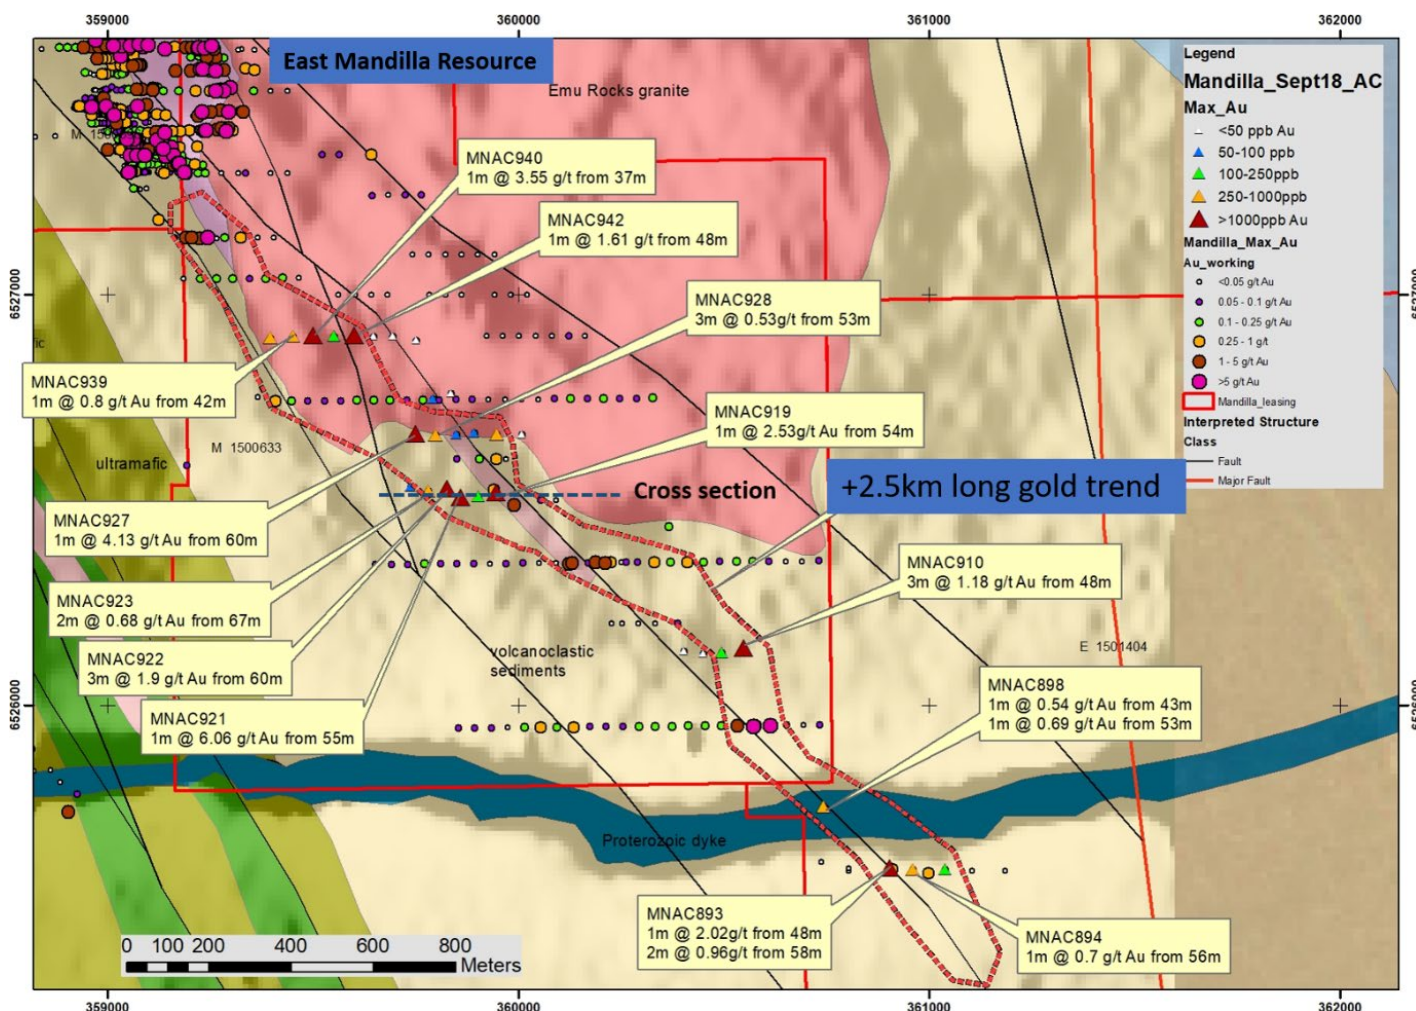 359000
360000
361000
362000
East Mandilla Resource
Emu Rocks granite
Legend
Mandilla_Sept18_AC
Max_Au
<50 ppb Au
50-100 ppb
100-250ppb
250-1000ppb
>1000ppb Au
Mandilla_Max_Au
Au_working
<0.05 g/t Au
0.05 - 0.1 g/t Au
0.1 - 0.25 g/t Au
0.25 - 1 g/t
1 - 5 g/t Au
>5 g/t Au
Mandilla_leasing
Interpreted Structure
Class
Fault
Major Fault
MNAC940
1m @ 3.55 g/t from 37m
MNAC942
1m @ 1.61 g/t from 48m
6527000
6527000
MNAC928
3m @ 0.53g/t from 53m
MNAC939
1m @ 0.8 g/t Au from 42m
MNAC919
1m @ 2.53g/t Au from 54m
M 1500633
ultramafic
Cross section
+2.5km long gold trend
MNAC927
1m @ 4.13 g/t Au from 60m
MNAC910
3m @ 1.18 g/t Au from 48m
MNAC923
2m @ 0.68 g/t Au from 67m
MNAC922
3m @ 1.9 g/t Au from 60m
volcanoclastic
sediments
E 1501404
MNAC898
1m @ 0.54 g/t Au from 43m
1m @ 0.69 g/t Au from 53m
MNAC921
1m @ 6.06 g/t Au from 55m
6526000
6526000
Proterozoic dyke
MNAC893
1m @ 2.02g/t from 48m
2m @ 0.96g/t from 58m
MNAC894
1m @ 0.7 g/t Au from 56m
0 100 200 400 600 800
Meters
359000
360000
361000
362000